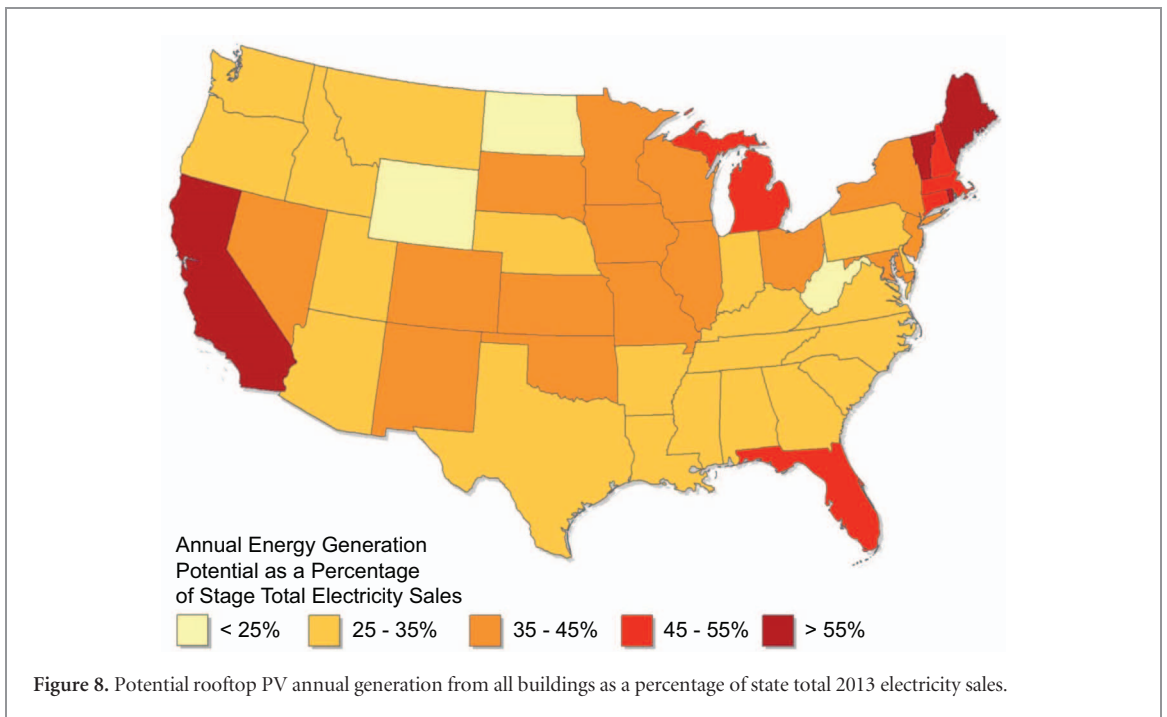 Annual Energy Generation
Potential as a Percentage
of Stage Total Electricity Sales
< 25% 25 - 35% 35 - 45% 45 - 55% > 55%
Figure 8. Potential rooftop PV annual generation from all buildings as a percentage of state total 2013 electricity sales.